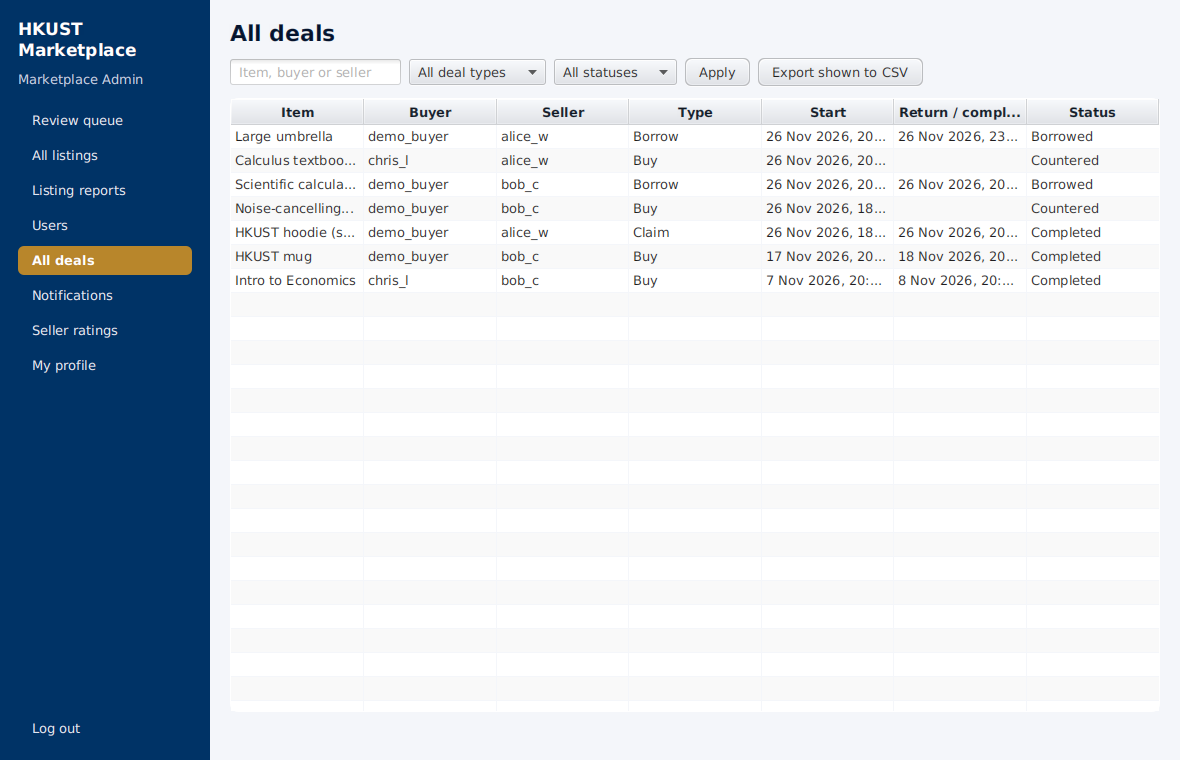 HKUST
Marketplace
Marketplace Admin
Review queue
All listings
Listing reports
Users
All deals
Notifications
Seller ratings
My profile
Log out
All deals
Item, buyer or seller All deal types All statuses Apply Export shown to CSV
Item Buyer Seller Type Start Return / compl... Status
Large umbrella demo_buyer alice_w Borrow 26 Nov 2026, 20... 26 Nov 2026, 23... Borrowed
Calculus textboo... chris_l alice_w Buy 26 Nov 2026, 20... Countered
Scientific calcula... demo_buyer bob_c Borrow 26 Nov 2026, 20... 26 Nov 2026, 20... Borrowed
Noise-cancelling... demo_buyer bob_c Buy 26 Nov 2026, 18... Countered
HKUST hoodie (s... demo_buyer alice_w Claim 26 Nov 2026, 18... 26 Nov 2026, 20... Completed
HKUST mug demo_buyer bob_c Buy 17 Nov 2026, 20... 18 Nov 2026, 20... Completed
Intro to Economics chris_l bob_c Buy 7 Nov 2026, 20:... 8 Nov 2026, 20:... Completed